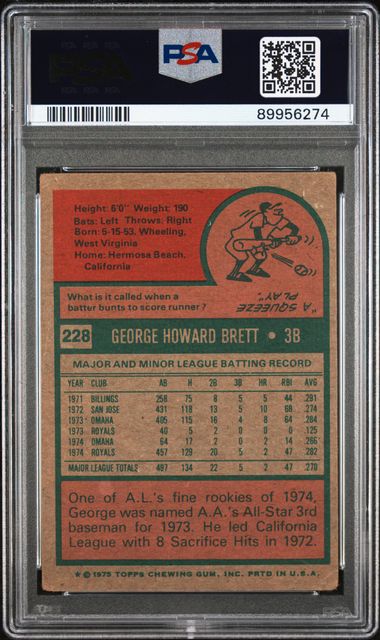 PSA
PSA
89956274
Height: 6'0" Weight: 190
Bats: Left Throws: Right
Born: 5-15-53, Wheeling,
West Virginia
Home: Hermosa Beach,
California
"A SQUEEZE
PLAY"
What is it called when a
batter bunts to score runner?
228 GEORGE HOWARD BRETT • 3B
MAJOR AND MINOR LEAGUE BATTING RECORD
YEAR CLUB AB H 2B 3B HR RBI AVG
1971 BILLINGS 258 75 8 5 5 44 .291
1972 SAN JOSE 431 118 13 5 10 68 .274
1973 OMAHA 405 115 16 4 8 64 .284
1973 ROYALS 40 5 2 0 0 0 .125
1974 OMAHA 64 17 2 0 2 14 .266
1974 ROYALS 457 129 20 5 2 47 .282
MAJOR LEAGUE TOTALS 497 134 22 5 2 47 .270
One of A.L.'s fine rookies of 1974,
George was named A.A.'s All-Star 3rd
baseman for 1973. He led California
League with 8 Sacrifice Hits in 1972.
★ © 1975 TOPPS CHEWING GUM, INC. PRTD IN U.S.A.